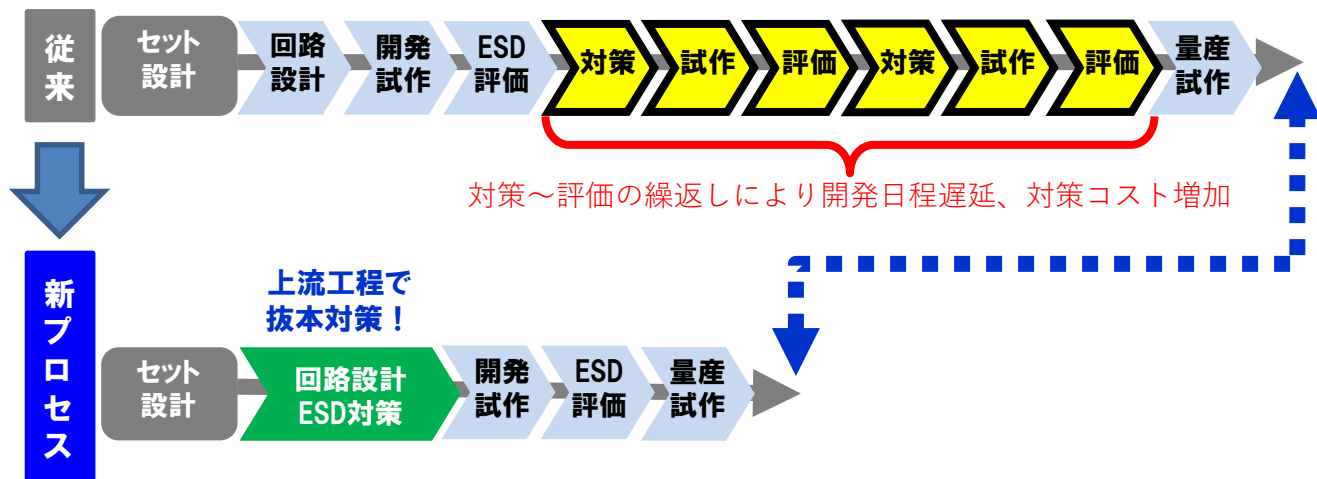 従来
セット
設計
回路
設計
開発
試作
ESD
評価
対策
試作
評価
対策
試作
評価
量産
試作
対策~評価の繰返しにより開発日程遅延、対策コスト増加
新プロセス
上流工程で
抜本対策!
セット
設計
回路設計
ESD対策
開発
試作
ESD
評価
量産
試作